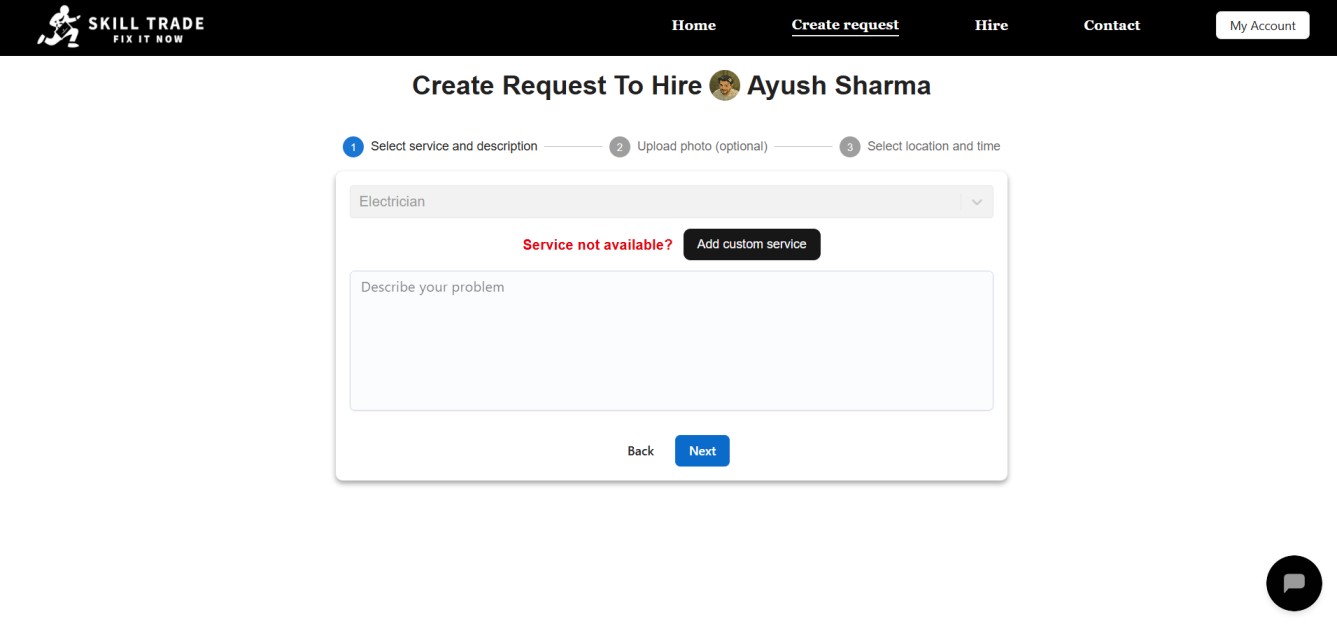 SKILL TRADE
FIX IT NOW
Home
Create request
Hire
Contact
My Account
Create Request To Hire Ayush Sharma
1 Select service and description
2 Upload photo (optional)
3 Select location and time
Electrician
Service not available?
Add custom service
Describe your problem
Back
Next